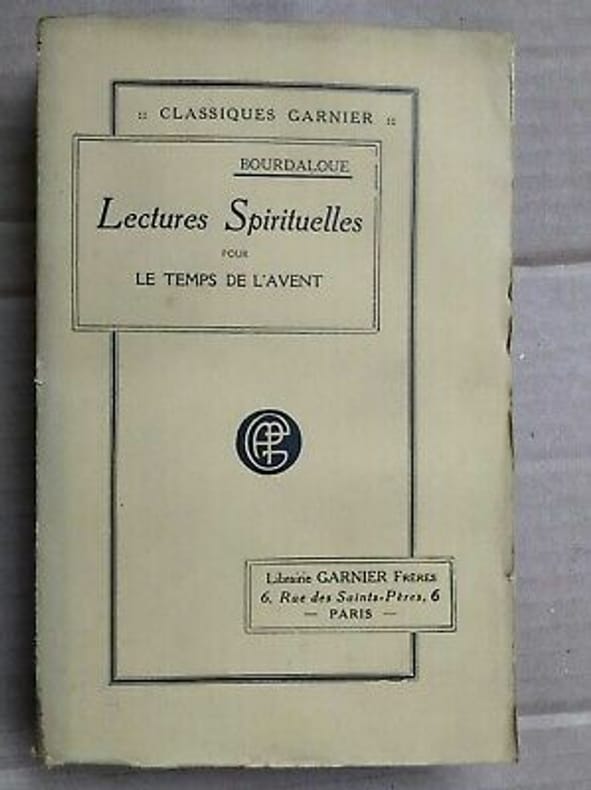 :: CLASSIQUES GARNIER ::
BOURDALOUE
Lectures Spirituelles
POUR
LE TEMPS DE L'AVENT
Librairie GARNIER FRÈRES
6, Rue des Saints-Pères, 6
— PARIS —